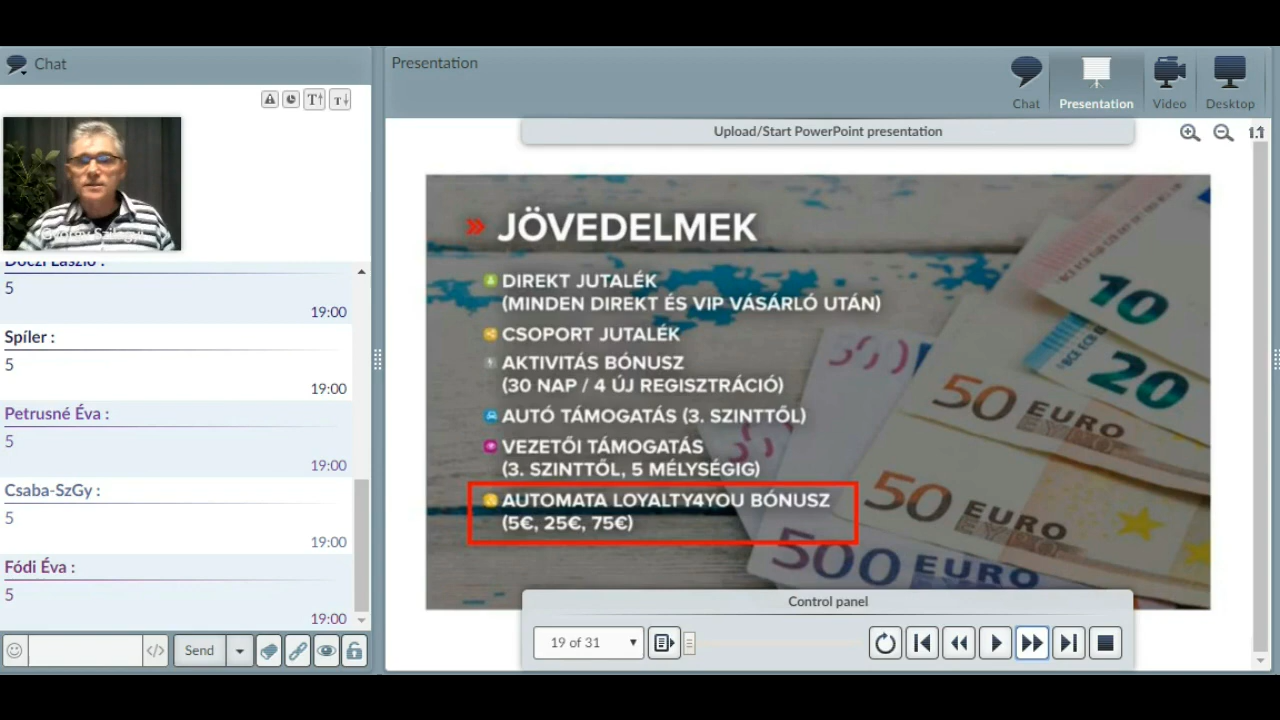 Chat
Presentation
Chat
Presentation
Video
Desktop
T
T
Upload/Start PowerPoint presentation
1:1
Dóczi László :
5
19:00
Spíler :
5
19:00
Petrusné Éva :
5
19:00
Csaba-SzGy :
5
19:00
Fódi Éva :
5
19:00
Send
» JÖVEDELMEK
DIREKT JUTALÉK
(MINDEN DIREKT ÉS VIP VÁSÁRLÓ UTÁN)
CSOPORT JUTALÉK
AKTIVITÁS BÓNUSZ
(30 NAP / 4 ÚJ REGISZTRÁCIÓ)
AUTÓ TÁMOGATÁS (3. SZINTTŐL)
VEZETŐI TÁMOGATÁS
(3. SZINTTŐL, 5 MÉLYSÉGIG)
AUTOMATA LOYALTY4YOU BÓNUSZ
(5€, 25€, 75€)
10
20
50 EURO
50 EURO
500 EURO
Control panel
19 of 31